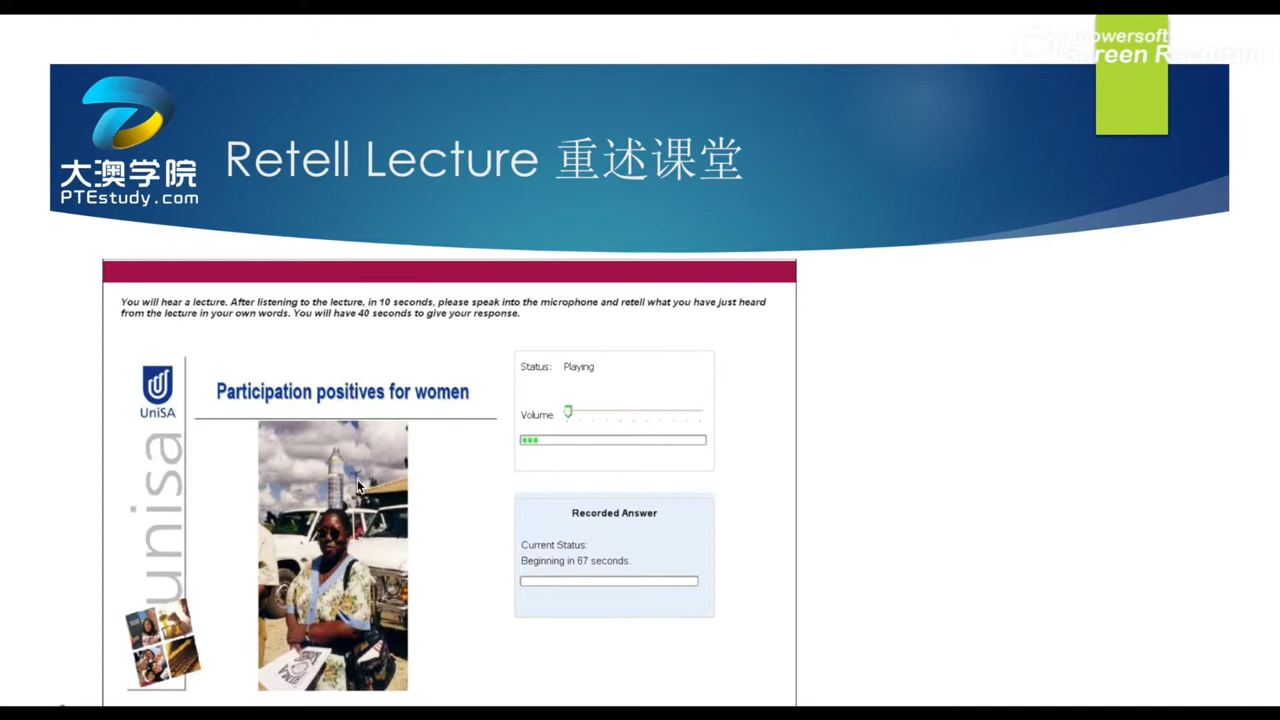 Apowersoft
Screen Recorder
大澳学院
PTEstudy.com
Retell Lecture 重述课堂
You will hear a lecture. After listening to the lecture, in 10 seconds, please speak into the microphone and retell what you have just heard
from the lecture in your own words. You will have 40 seconds to give your response.
UniSA
unisa
Participation positives for women
Status: Playing
Volume
Recorded Answer
Current Status:
Beginning in 67 seconds.